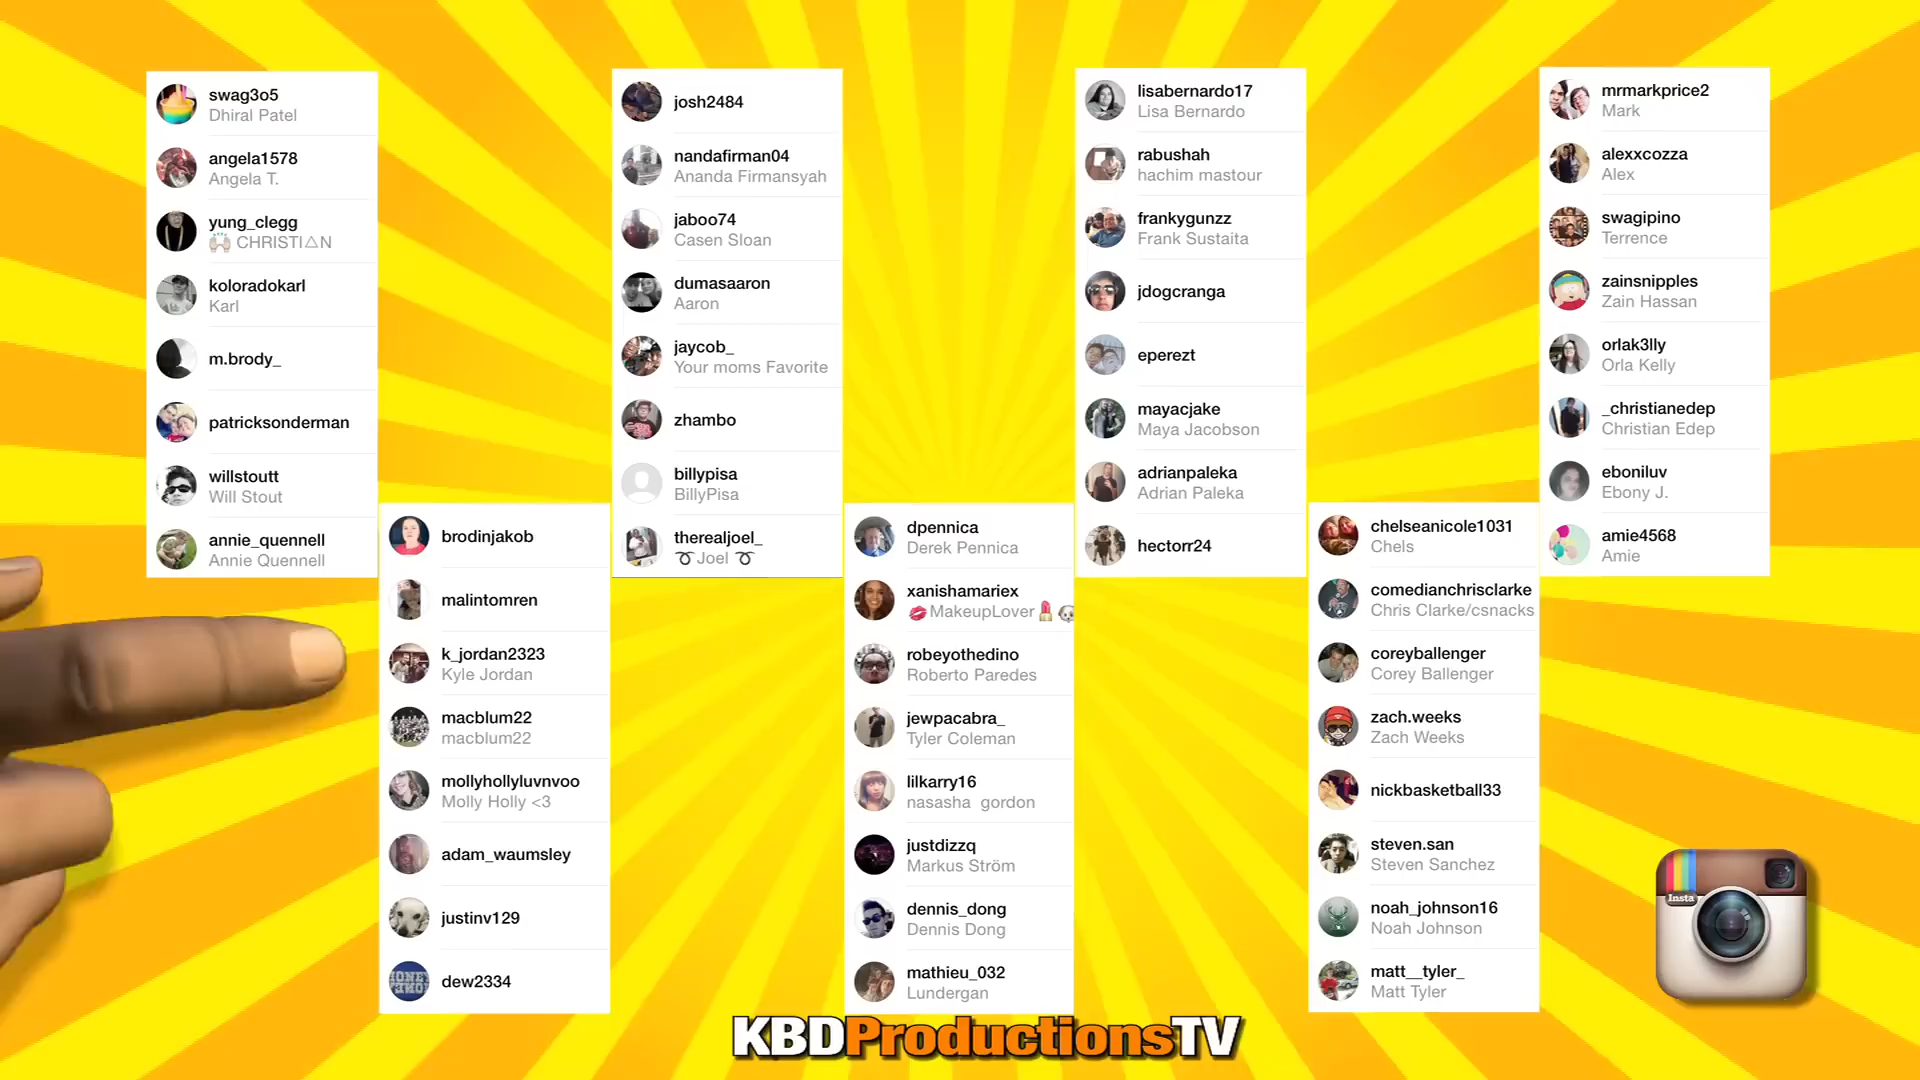 swag3o5
Dhiral Patel
angela1578
Angela T.
yung_clegg
🙌🏼 CHRISTI△N
koloradokarl
Karl
m.brody_
patricksonderman
willstoutt
Will Stout
annie_quennell
Annie Quennell
brodinjakob
malintomren
k_jordan2323
Kyle Jordan
macblum22
macblum22
mollyhollyluvnvoo
Molly Holly <3
adam_waumsley
justinv129
dew2334
josh2484
nandafirman04
Ananda Firmansyah
jaboo74
Casen Sloan
dumasaaron
Aaron
jaycob_
Your moms Favorite
zhambo
billypisa
BillyPisa
therealjoel_
➰ Joel ➰
dpennica
Derek Pennica
xanishamariex
💋MakeupLover💄🐶
robeyothedino
Roberto Paredes
jewpacabra_
Tyler Coleman
lilkarry16
nasasha gordon
justdizzq
Markus Ström
dennis_dong
Dennis Dong
mathieu_032
Lundergan
lisabernardo17
Lisa Bernardo
rabushah
hachim mastour
frankygunzz
Frank Sustaita
jdogcranga
eperezt
mayacjake
Maya Jacobson
adrianpaleka
Adrian Paleka
hectorr24
chelseanicole1031
Chels
comedianchrisclarke
Chris Clarke/csnacks
coreyballenger
Corey Ballenger
zach.weeks
Zach Weeks
nickbasketball33
steven.san
Steven Sanchez
noah_johnson16
Noah Johnson
matt__tyler_
Matt Tyler
mrmarkprice2
Mark
alexxcozza
Alex
swagipino
Terrence
zainsnipples
Zain Hassan
orlak3lly
Orla Kelly
_christianedep
Christian Edep
eboniluv
Ebony J.
amie4568
Amie
Insta
KBDProductionsTV